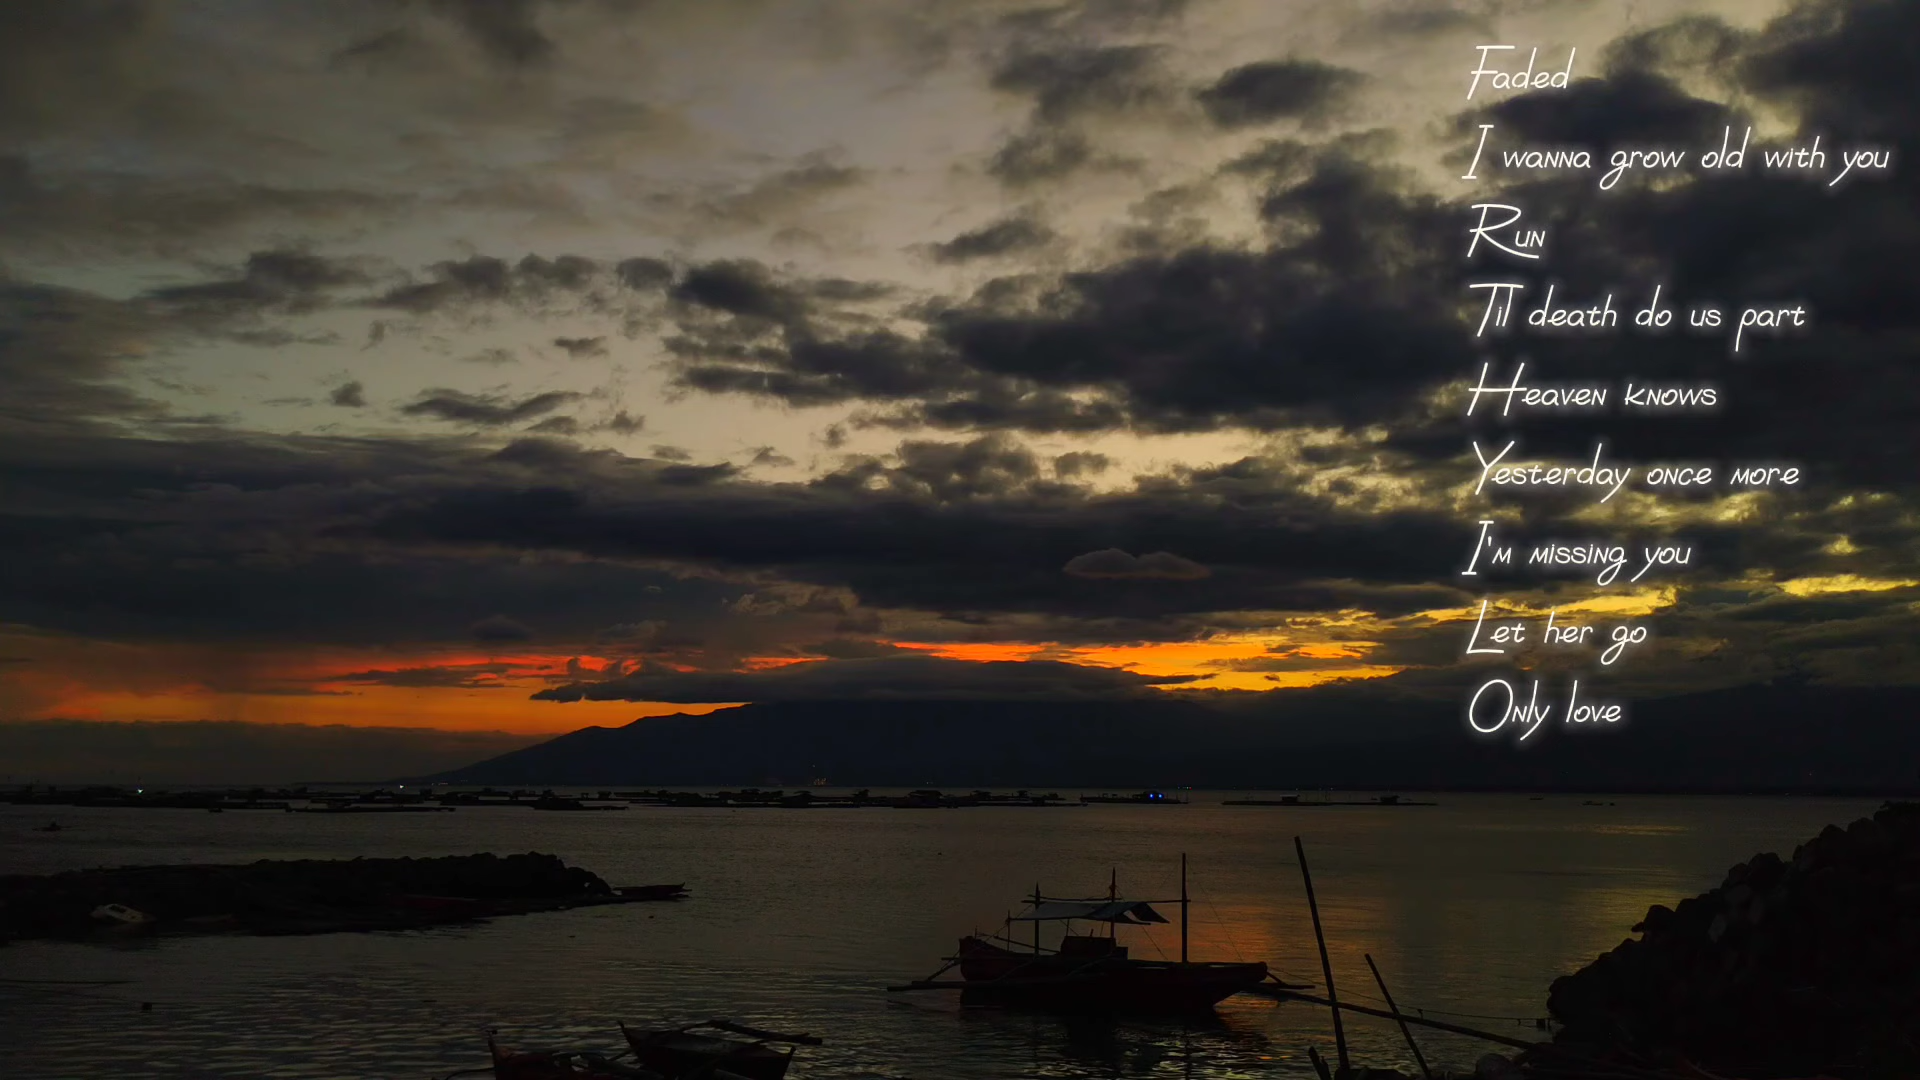 Faded
I wanna grow old with you
Run
Til death do us part
Heaven knows
Yesterday once more
I'm missing you
Let her go
Only love